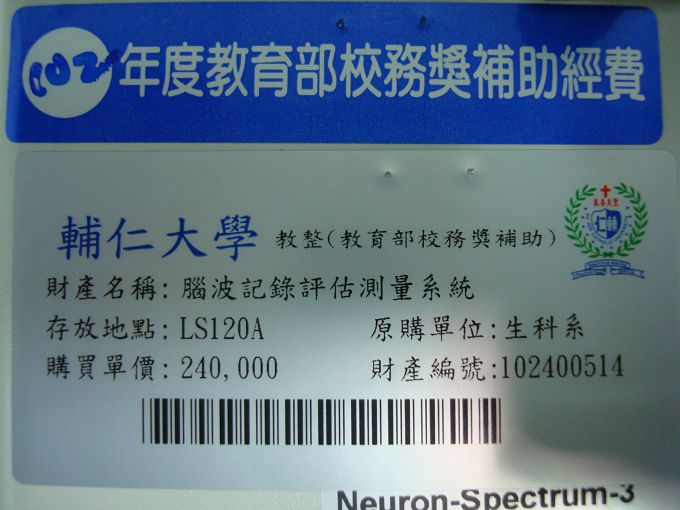 102年度教育部校務獎補助經費
輔仁大學 教整(教育部校務獎補助)
財產名稱: 腦波記錄評估測量系統
存放地點: LS120A 原購單位:生科系
購買單價: 240,000 財產編號:102400514
Neuron-Spectrum-3